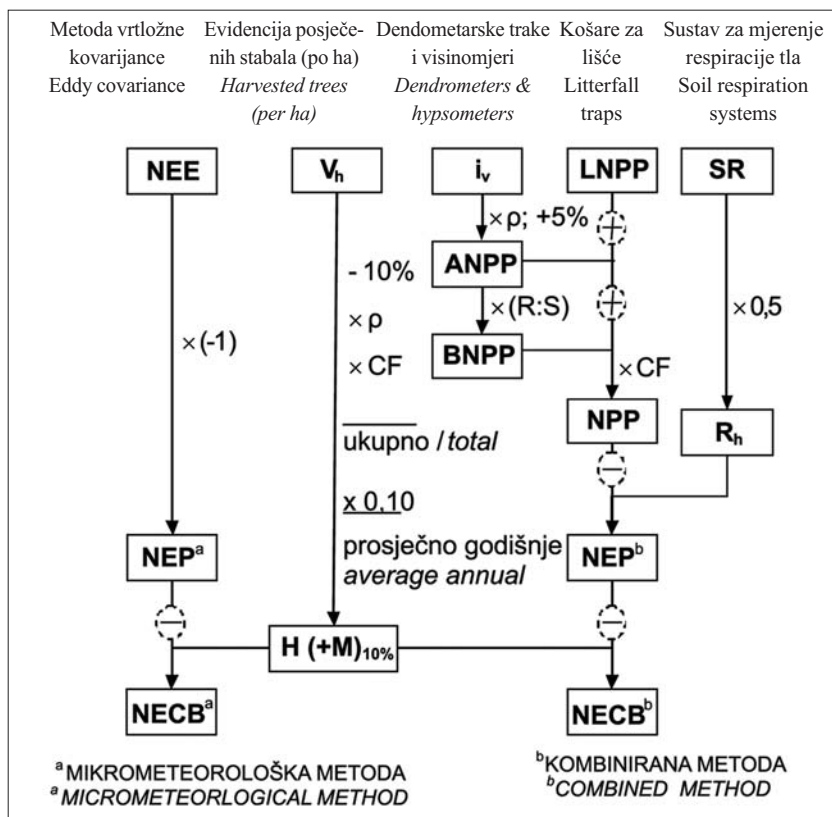 Metoda vrtložne
kovarijance
Eddy covariance
Evidencija posječe-
nih stabala (po ha)
Harvested trees
(per ha)
Dendometarske trake
i visinomjeri
Dendrometers &
hypsometers
Košare za
lišće
Litterfall
traps
Sustav za mjerenje
respiracije tla
Soil respiration
systems
NEE
Vh
iv
LNPP
SR
× ρ; +5%
+
ANPP
- 10%
× (R:S)
+
× 0,5
× ρ
× (-1)
BNPP
× CF
× CF
NPP
Rh
ukupno / total
−
x 0,10
prosječno godišnje
average annual
NEPa
NEPb
−
−
H (+M)10%
NECBa
NECBb
a MIKROMETEOROLOŠKA METODA
a MICROMETEORLOGICAL METHOD
b KOMBINIRANA METODA
b COMBINED METHOD